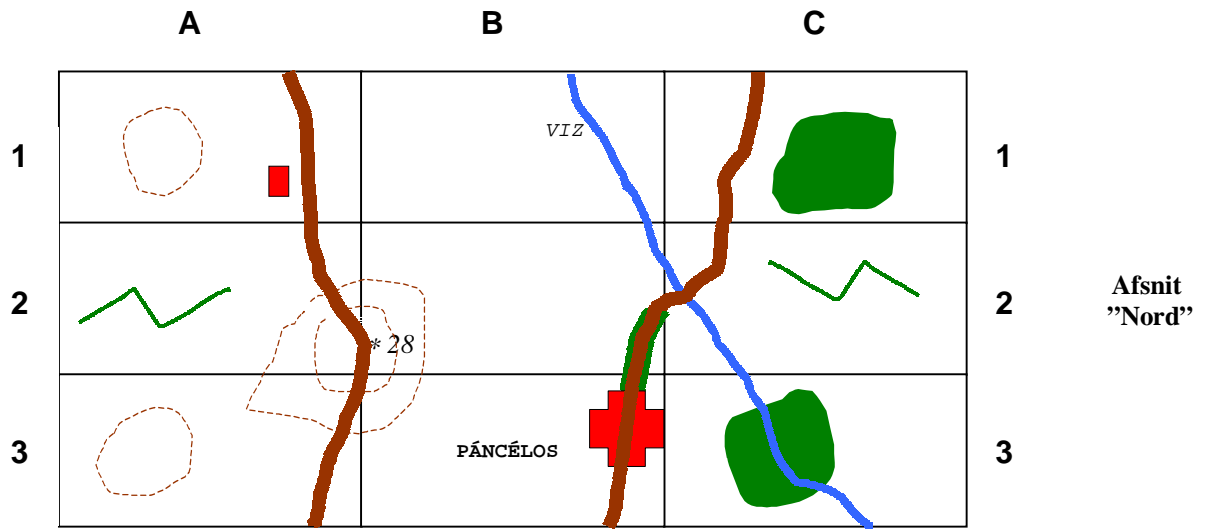 A B C
1 VIZ 1
2 * 28 2
Afsnit
”Nord”
3 PÁNCÉLOS 3